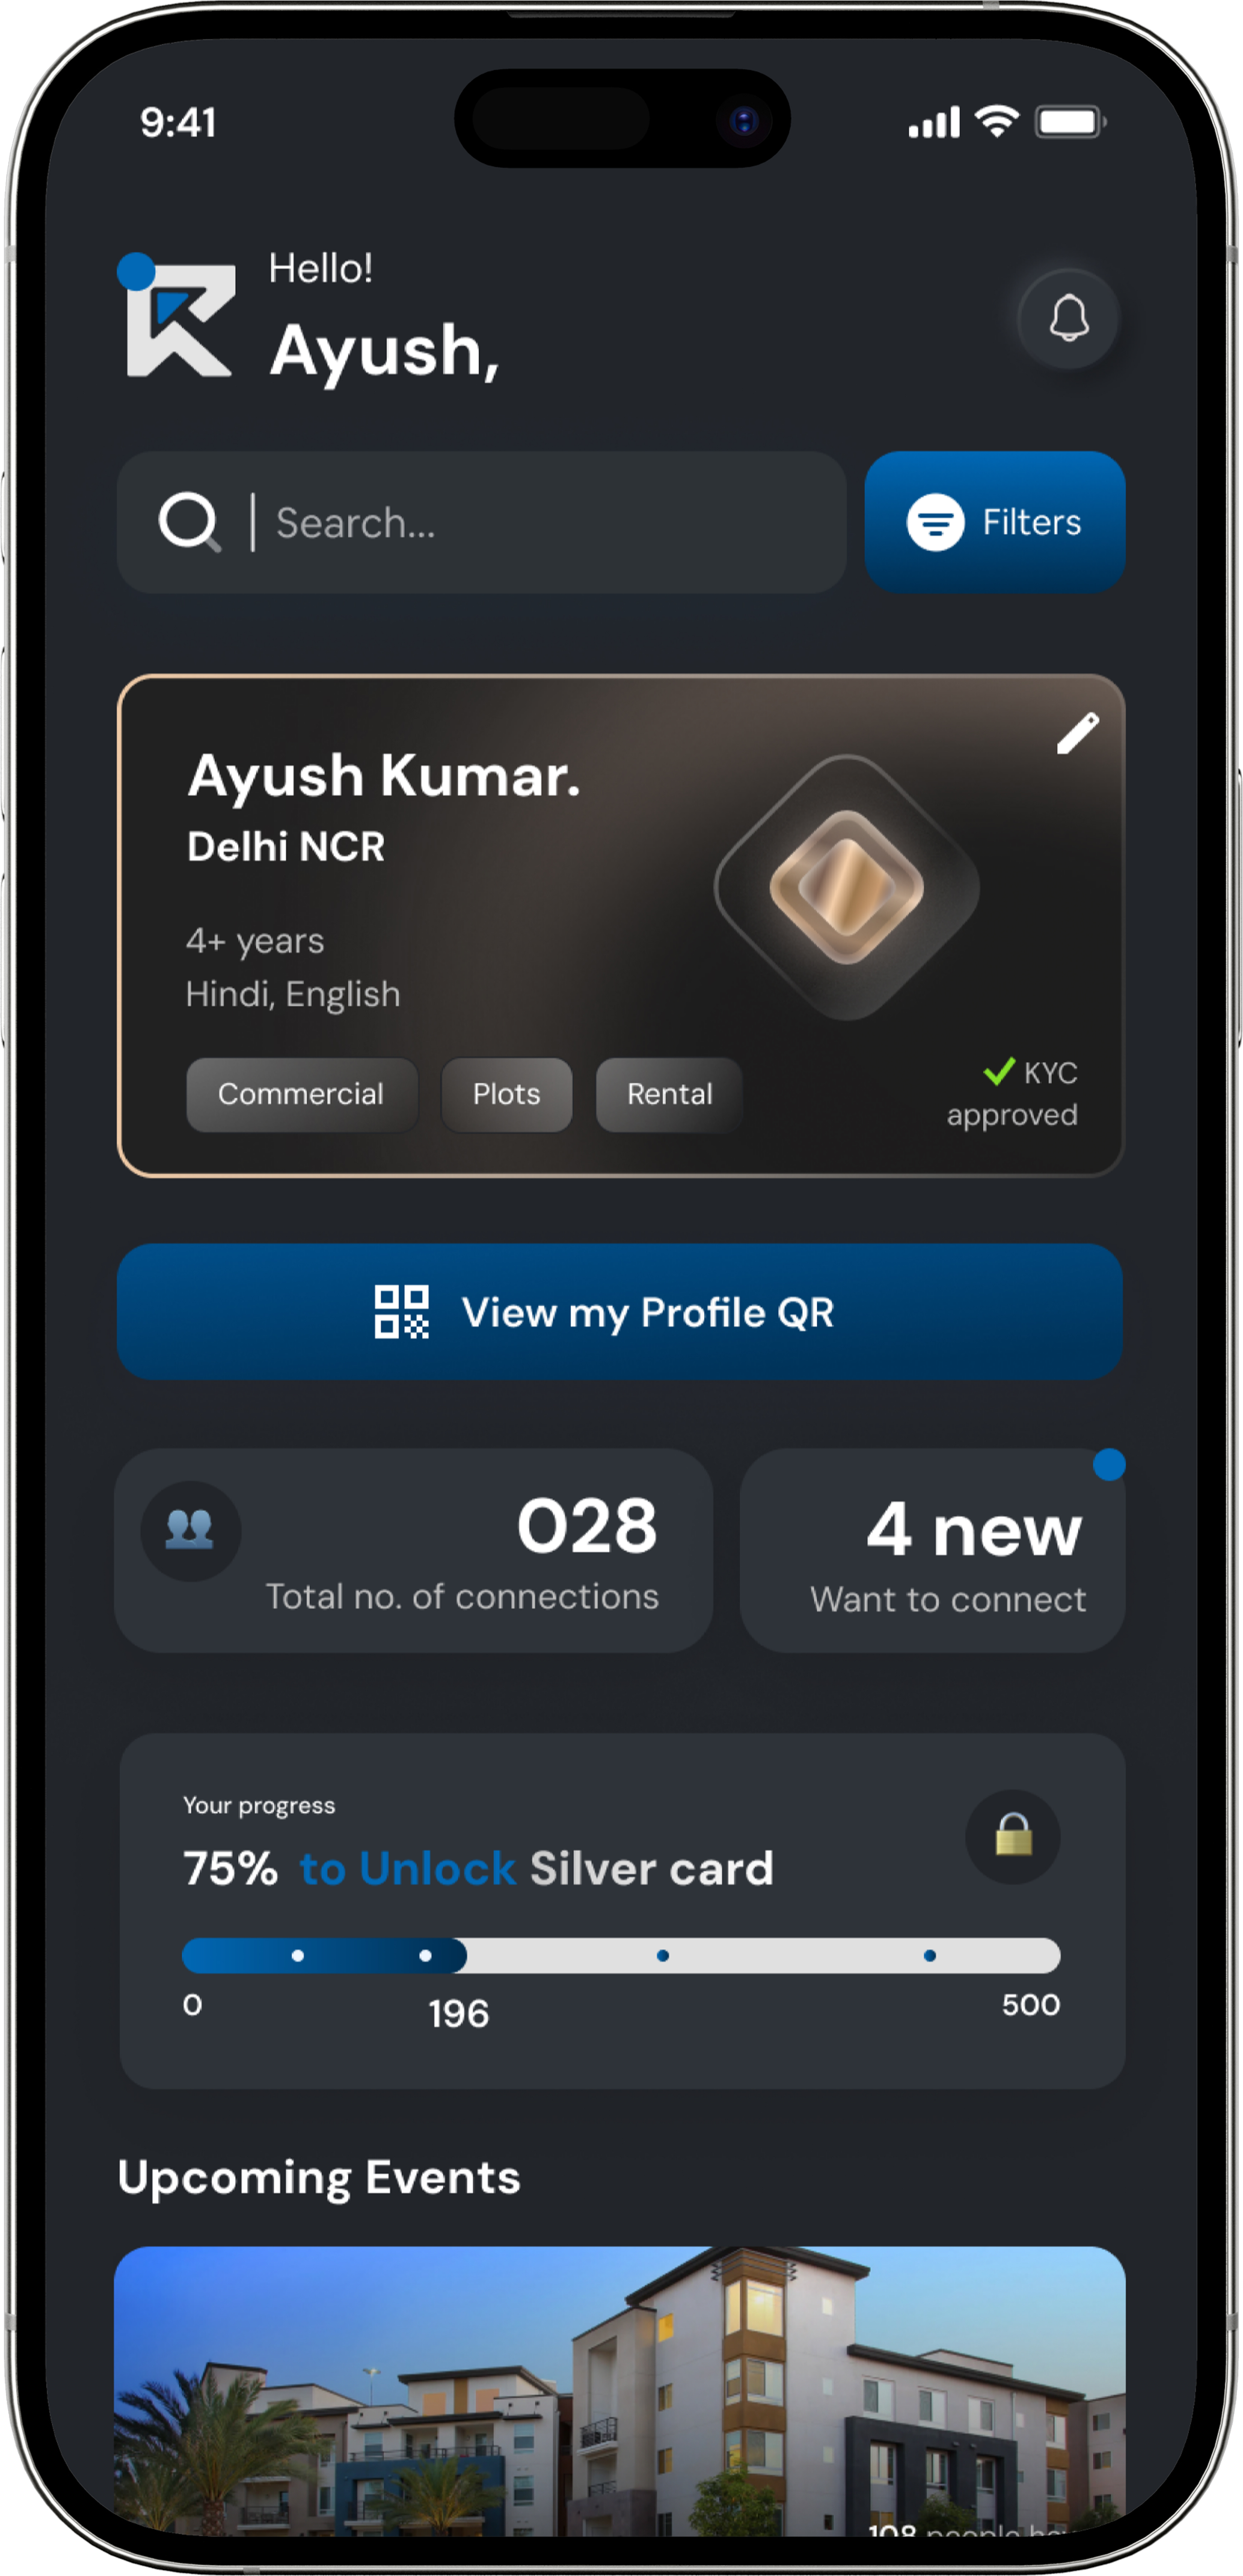 9:41
Hello!
Ayush,
Search...
Filters
Ayush Kumar.
Delhi NCR
4+ years
Hindi, English
Commercial
Plots
Rental
KYC
approved
View my Profile QR
028
Total no. of connections
4 new
Want to connect
Your progress
75% to Unlock Silver card
0
196
500
Upcoming Events
108 people